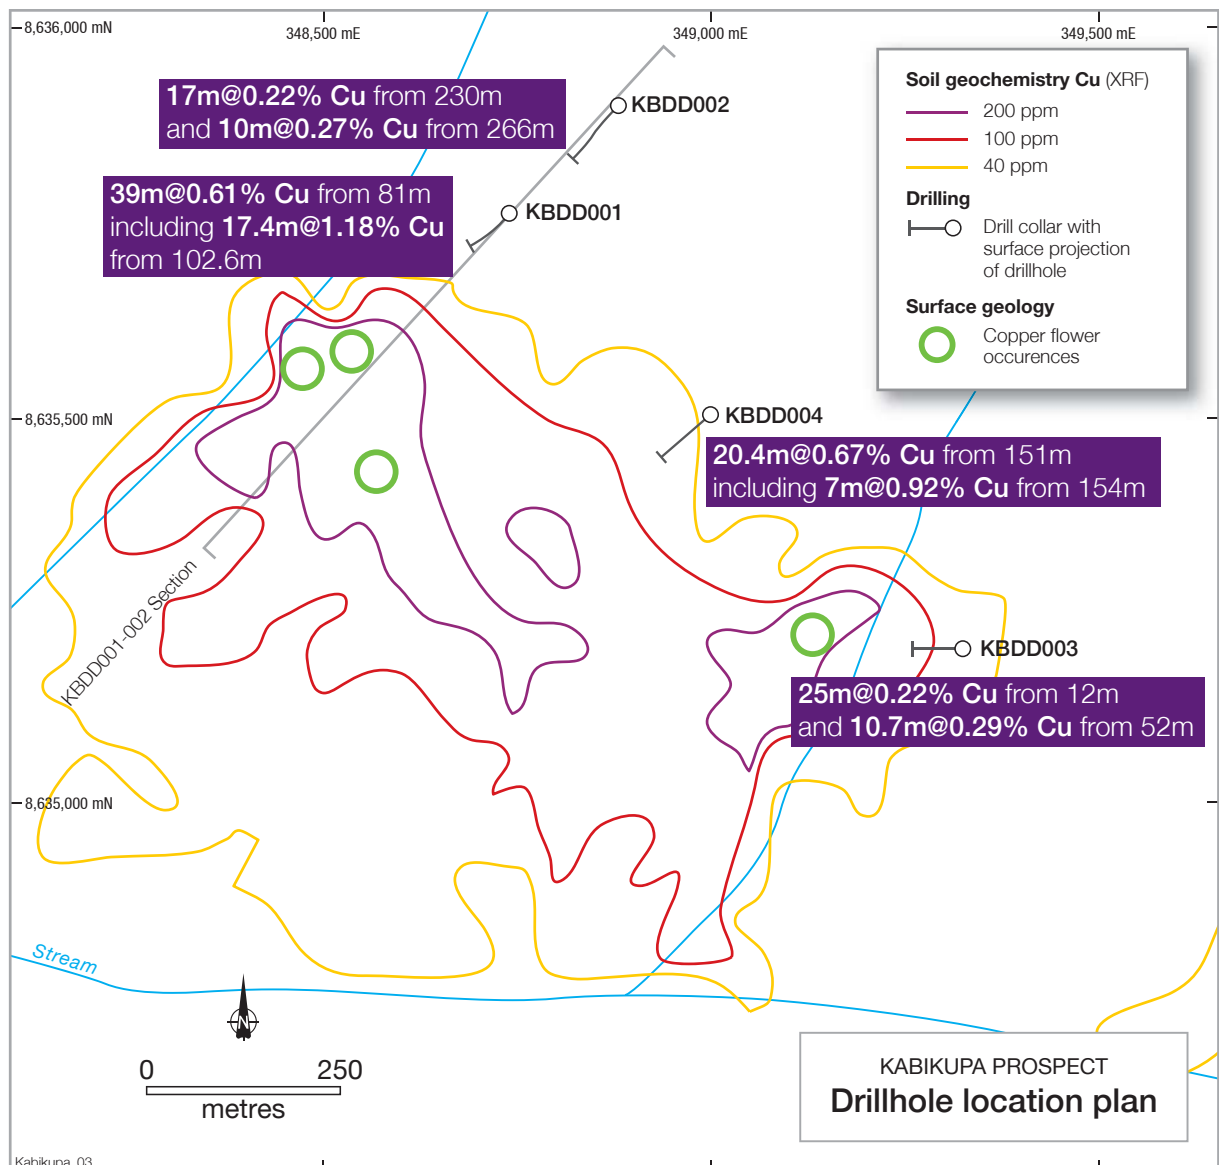 8,636,000 mN
348,500 mE
349,000 mE
349,500 mE
17m@0.22% Cu from 230m
and 10m@0.27% Cu from 266m
KBDD002
39m@0.61% Cu from 81m
including 17.4m@1.18% Cu
from 102.6m
KBDD001
Soil geochemistry Cu (XRF)
200 ppm
100 ppm
40 ppm
Drilling
Drill collar with
surface projection
of drillhole
Surface geology
Copper flower
occurences
8,635,500 mN
KBDD004
20.4m@0.67% Cu from 151m
including 7m@0.92% Cu from 154m
KBDD001-002 Section
KBDD003
25m@0.22% Cu from 12m
and 10.7m@0.29% Cu from 52m
8,635,000 mN
Stream
N
0 250
metres
KABIKUPA PROSPECT
Drillhole location plan
Kabikupa_03